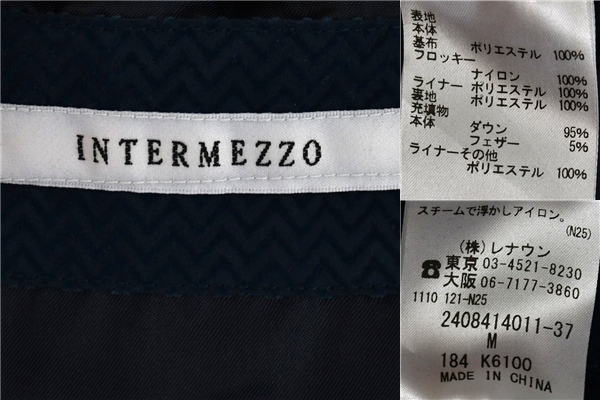 INTERMEZZO
表地
本体
基布 ポリエステル 100%
フロッキー
ナイロン 100%
ライナー ポリエステル 100%
裏地 ポリエステル 100%
充填物
本体 ダウン 95%
フェザー 5%
ライナーその他
ポリエステル 100%
スチームで浮かしアイロン。
(N25)
(株)レナウン
☎東京 03-4521-8230
大阪 06-7177-3860
1110 121-N25
2408414011-37
M
184 K6100
MADE IN CHINA